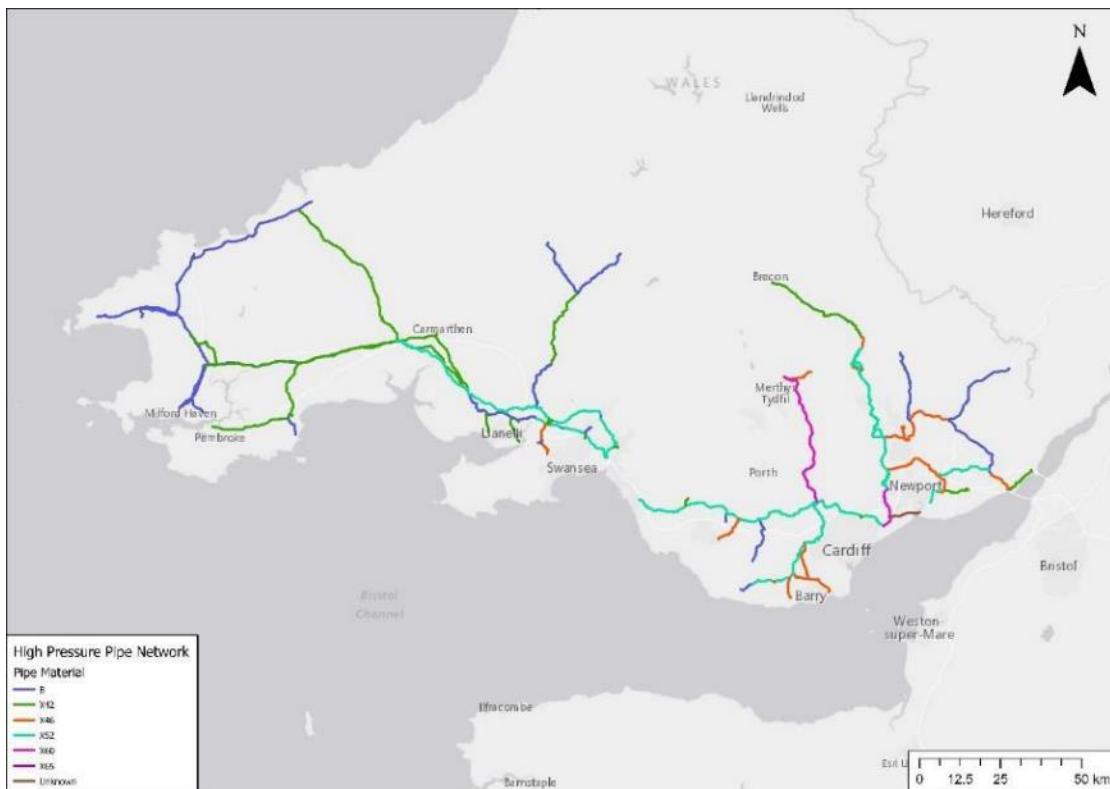 N
WALES
Llandrindod
Wells
Hereford
Brecon
Carmarthen
Merthyr
Tydfil
Milford Haven
Pembroke
Llanelli
Swansea
Porth
Newport
Cardiff
Bristol
Barry
Bristol
Channel
Weston-
super-Mare
Ilfracombe
Barnstaple
High Pressure Pipe Network
Pipe Material
B
X42
X46
X52
X60
X65
Unknown
Esri U
0 12.5 25 50 km